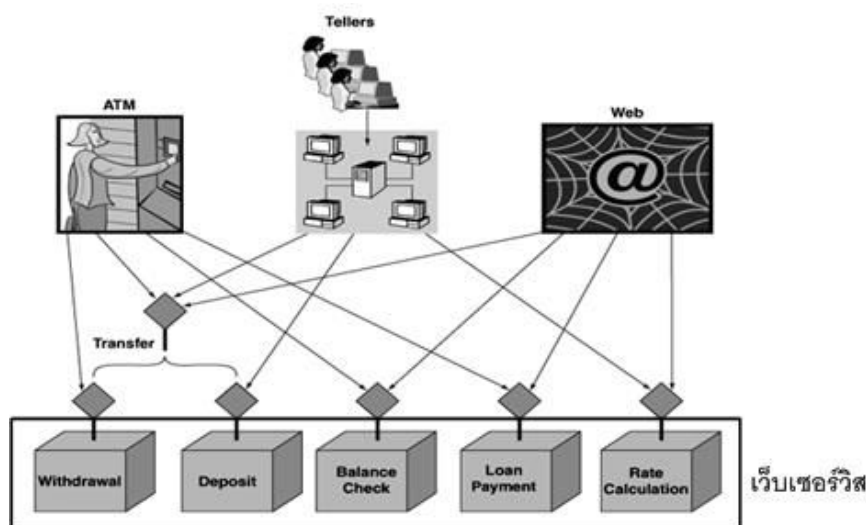 Tellers
ATM
Web
@
Transfer
Withdrawal
Deposit
Balance
Check
Loan
Payment
Rate
Calculation
เว็บเซอร์วิส